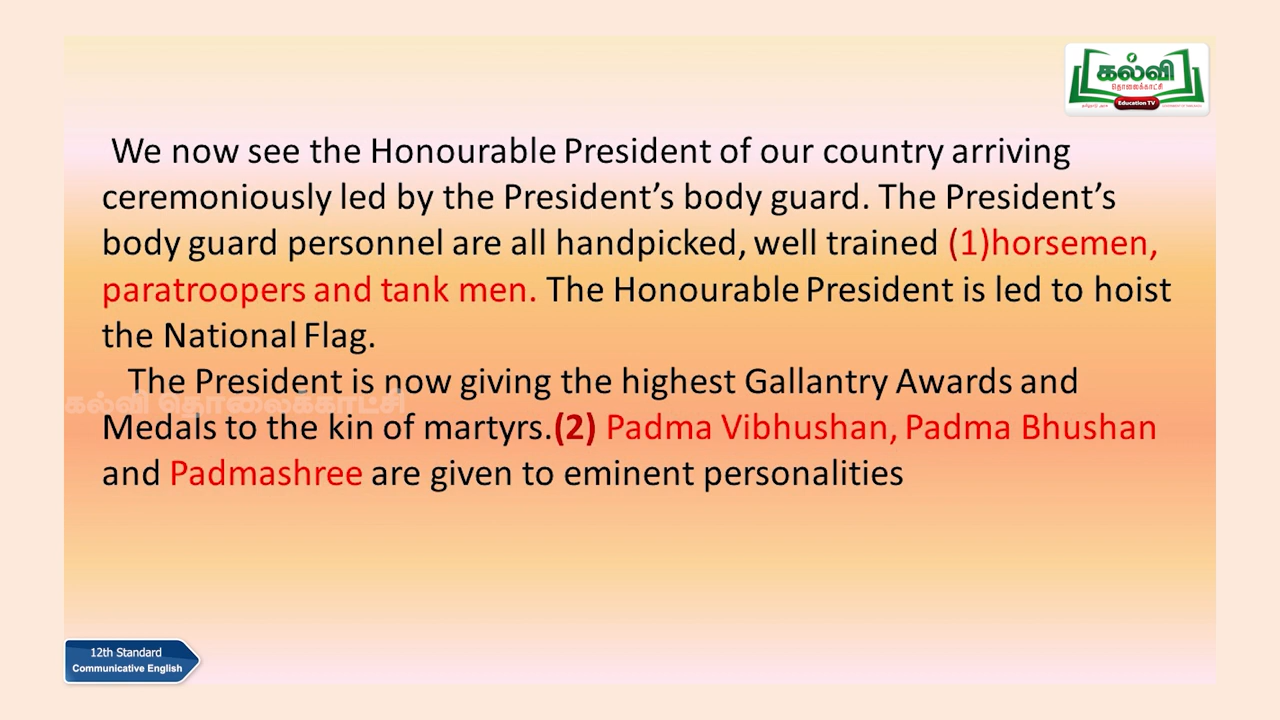 கல்வி
தொலைக்காட்சி
Education TV
We now see the Honourable President of our country arriving
ceremoniously led by the President’s body guard. The President’s
body guard personnel are all handpicked, well trained (1)horsemen,
paratroopers and tank men. The Honourable President is led to hoist
the National Flag.
The President is now giving the highest Gallantry Awards and
கல்வி தொலைக்காட்சி
Medals to the kin of martyrs.(2) Padma Vibhushan, Padma Bhushan
and Padmashree are given to eminent personalities
12th Standard
Communicative English